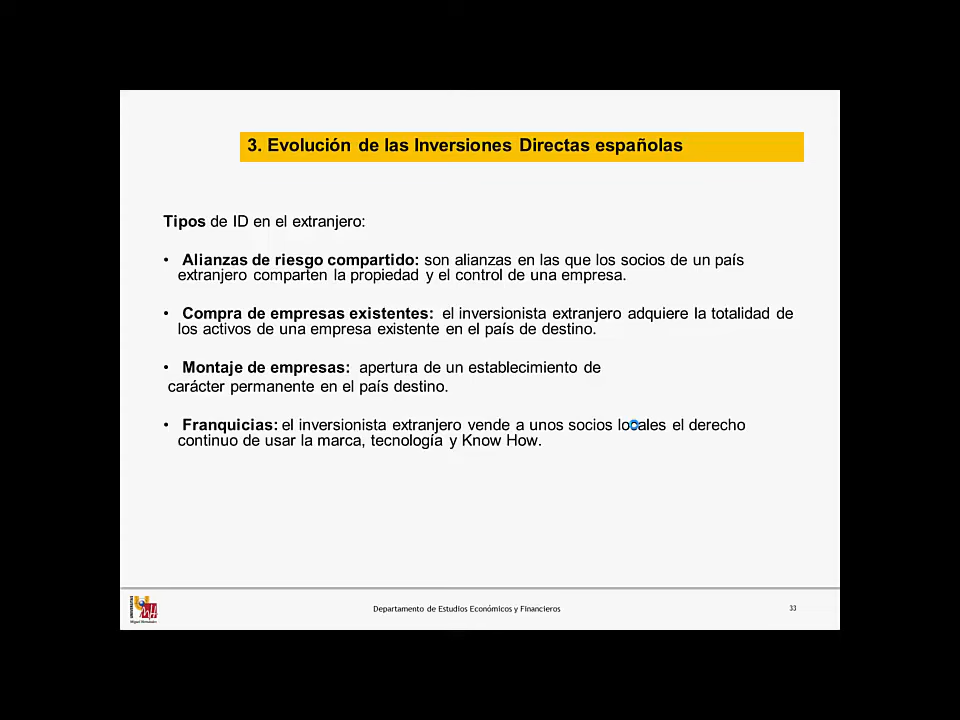 3. Evolución de las Inversiones Directas españolas
Tipos de ID en el extranjero:
• Alianzas de riesgo compartido: son alianzas en las que los socios de un país
extranjero comparten la propiedad y el control de una empresa.
• Compra de empresas existentes: el inversionista extranjero adquiere la totalidad de
los activos de una empresa existente en el país de destino.
• Montaje de empresas: apertura de un establecimiento de
carácter permanente en el país destino.
• Franquicias: el inversionista extranjero vende a unos socios locales el derecho
continuo de usar la marca, tecnología y Know How.
UNIVERSITAS
Miguel Hernández
Departamento de Estudios Económicos y Financieros
33